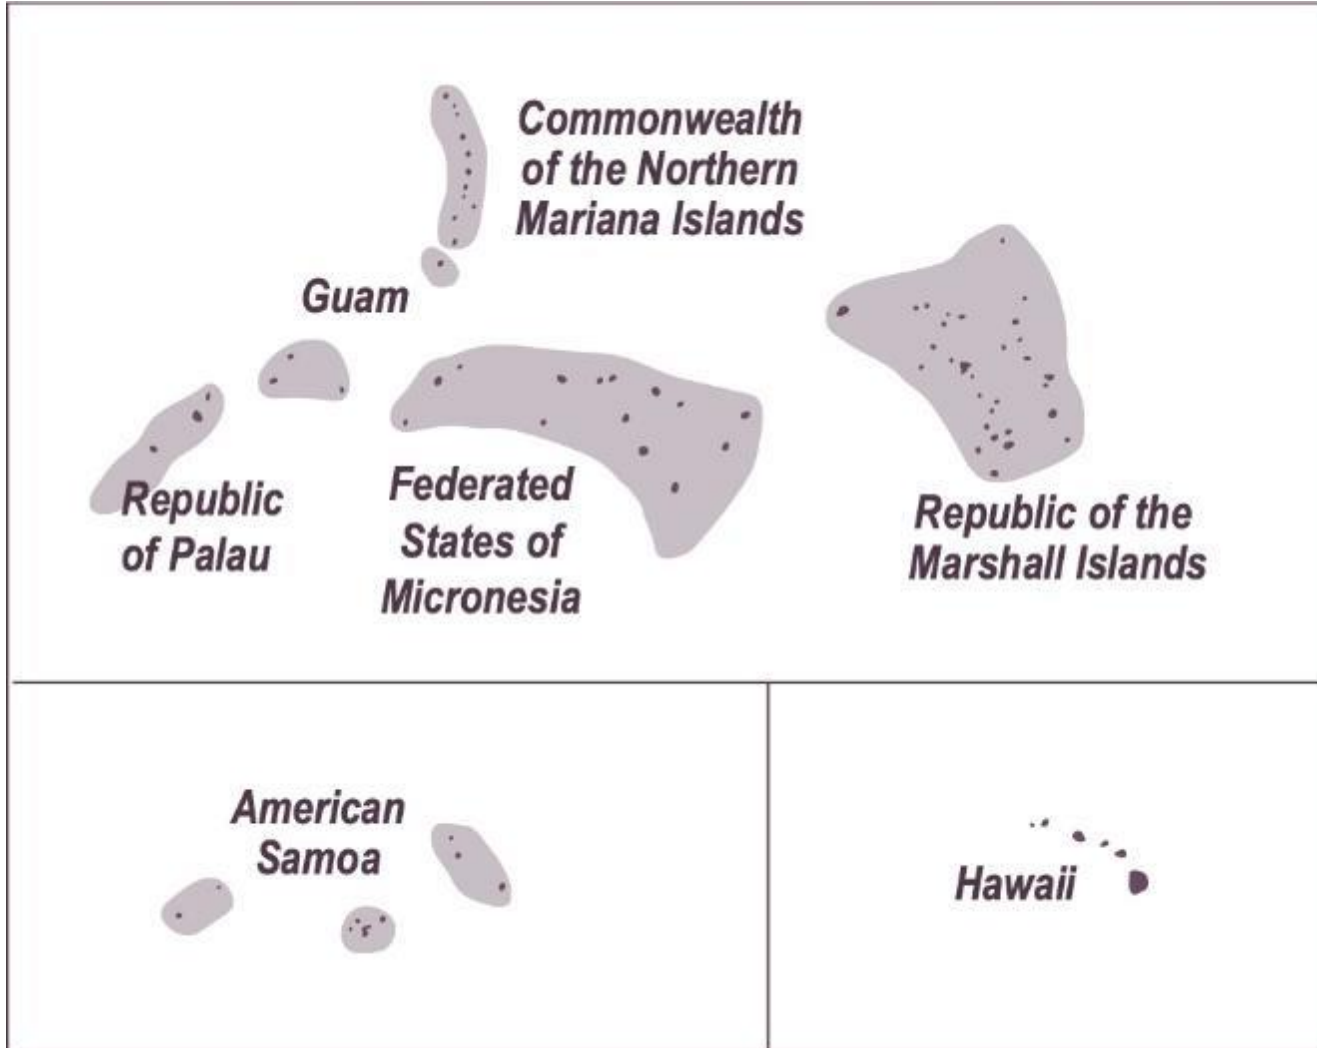 Commonwealth
of the Northern
Mariana Islands
Guam
Republic
of Palau
Federated
States of
Micronesia
Republic of the
Marshall Islands
American
Samoa
Hawaii